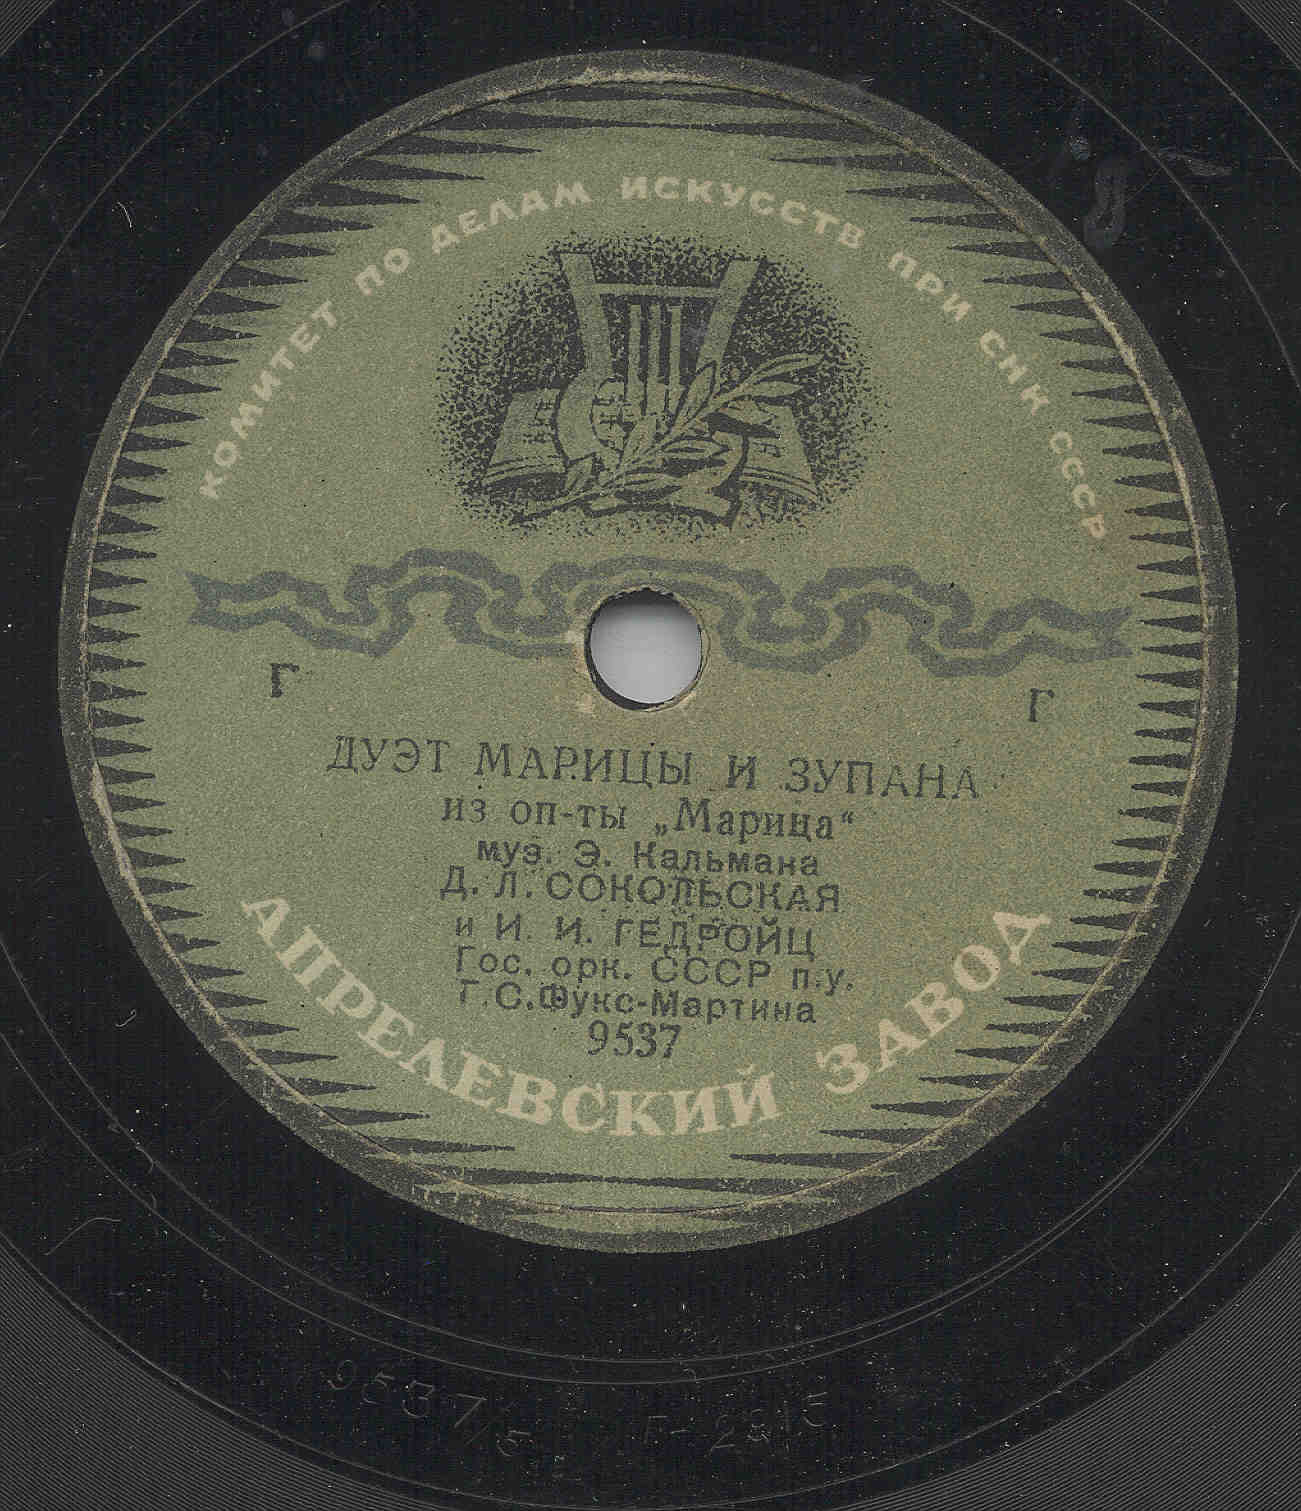 КОМИТЕТ ПО ДЕЛАМ ИСКУССТВ ПРИ СНК СССР
Г Г
ДУЭТ МАРИЦЫ И ЗУПАНА
из оп-ты „Марица“
муз. Э. Кальмана
Д. Л. СОКОЛЬСКАЯ
и И. И. ГЕДРОЙЦ
Гос. орк. СССР п.у.
Г.С.Фукс-Мартина
9537
АПРЕЛЕВСКИЙ ЗАВОД
9537/5